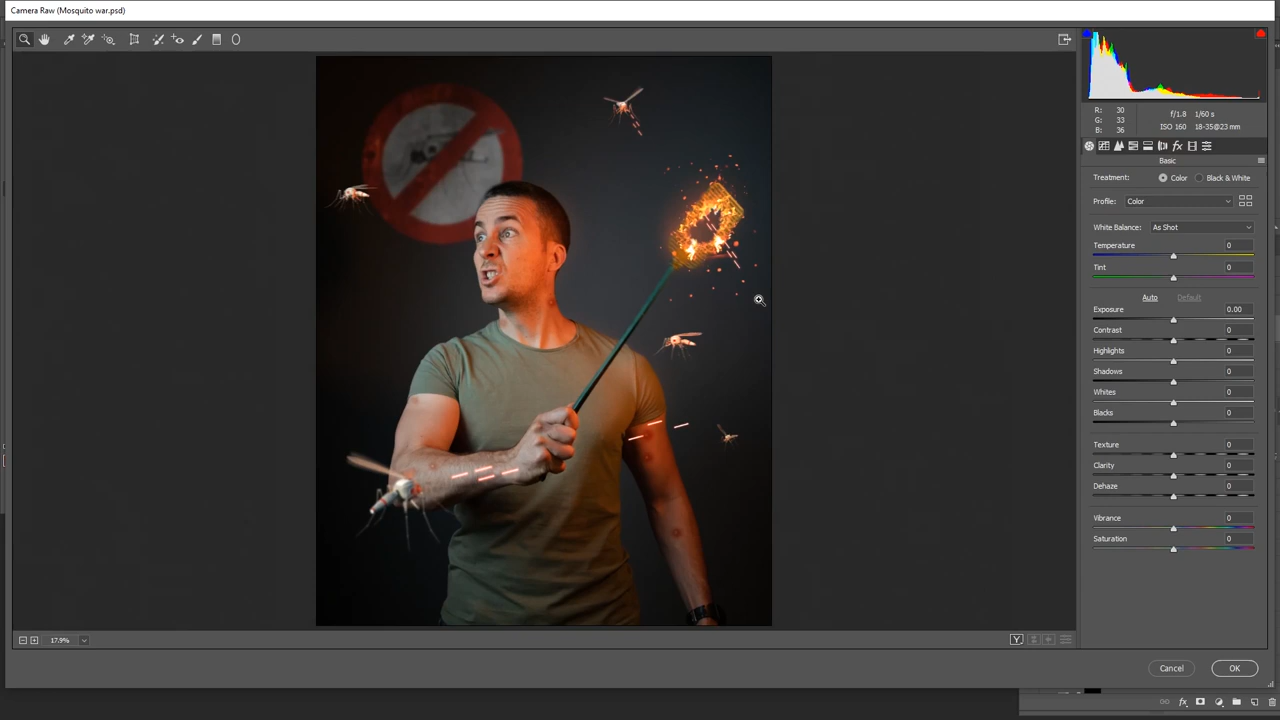 Camera Raw (Mosquito war.psd)
R: 30
G: 33
B: 36
f/1.8 1/60 s
ISO 160 18-35@23 mm
fx
Basic
Treatment: Color Black & White
Profile: Color
White Balance: As Shot
Temperature 0
Tint 0
Auto Default
Exposure 0.00
Contrast 0
Highlights 0
Shadows 0
Whites 0
Blacks 0
Texture 0
Clarity 0
Dehaze 0
Vibrance 0
Saturation 0
17.9% Y
Cancel OK
fx